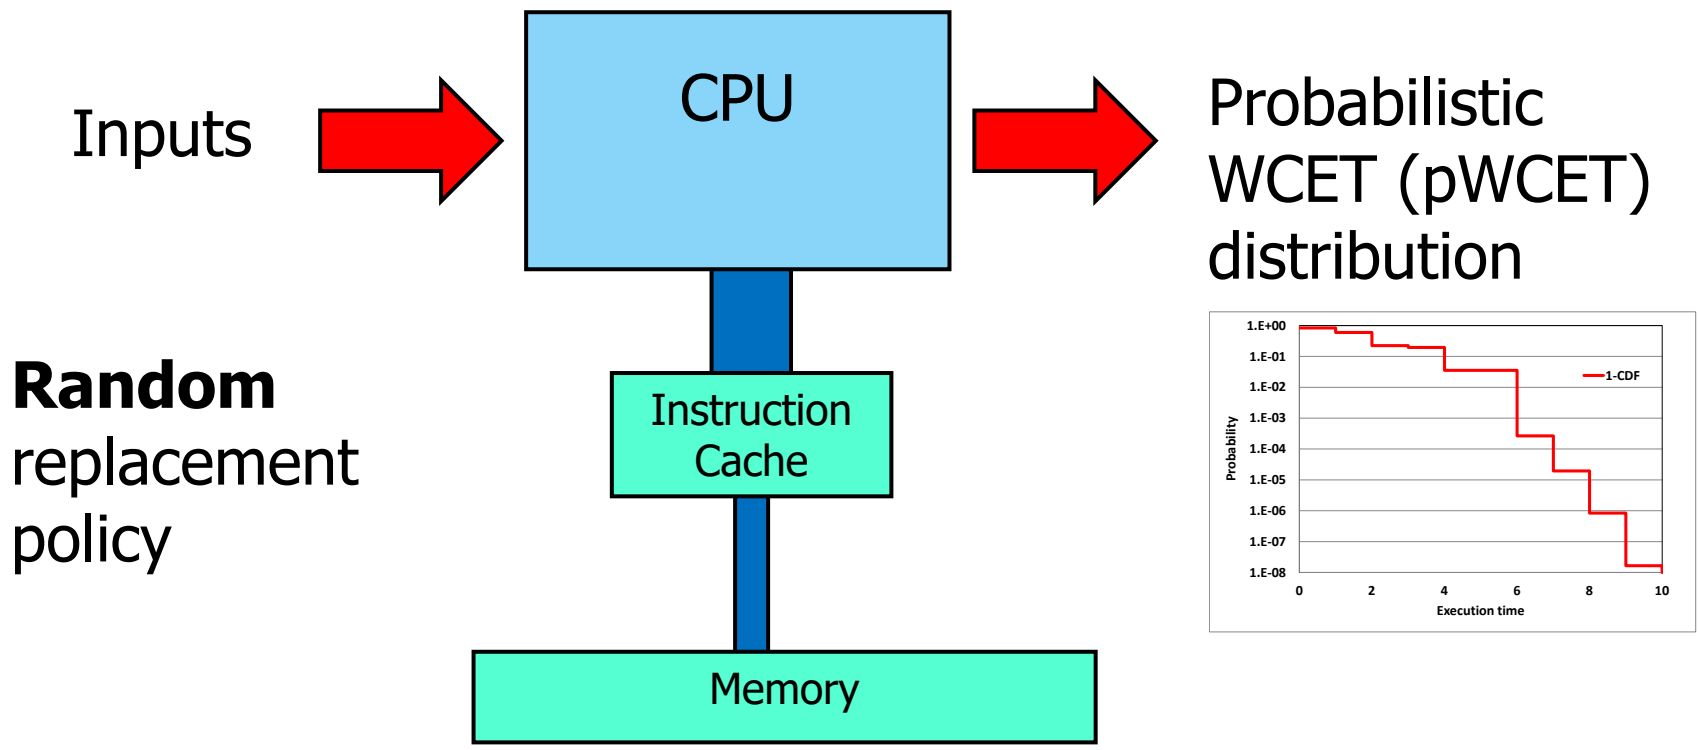 Inputs
CPU
Probabilistic
WCET (pWCET)
distribution
Random
replacement
policy
Instruction
Cache
Memory
1.E+00
1.E-01
1.E-02
1.E-03
1.E-04
1.E-05
1.E-06
1.E-07
1.E-08
Probability
1-CDF
0 2 4 6 8 10
Execution time